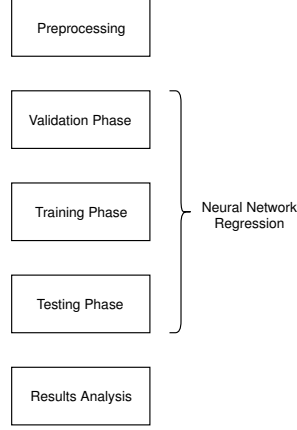 Preprocessing
Validation Phase
Training Phase
Neural Network
Regression
Testing Phase
Results Analysis